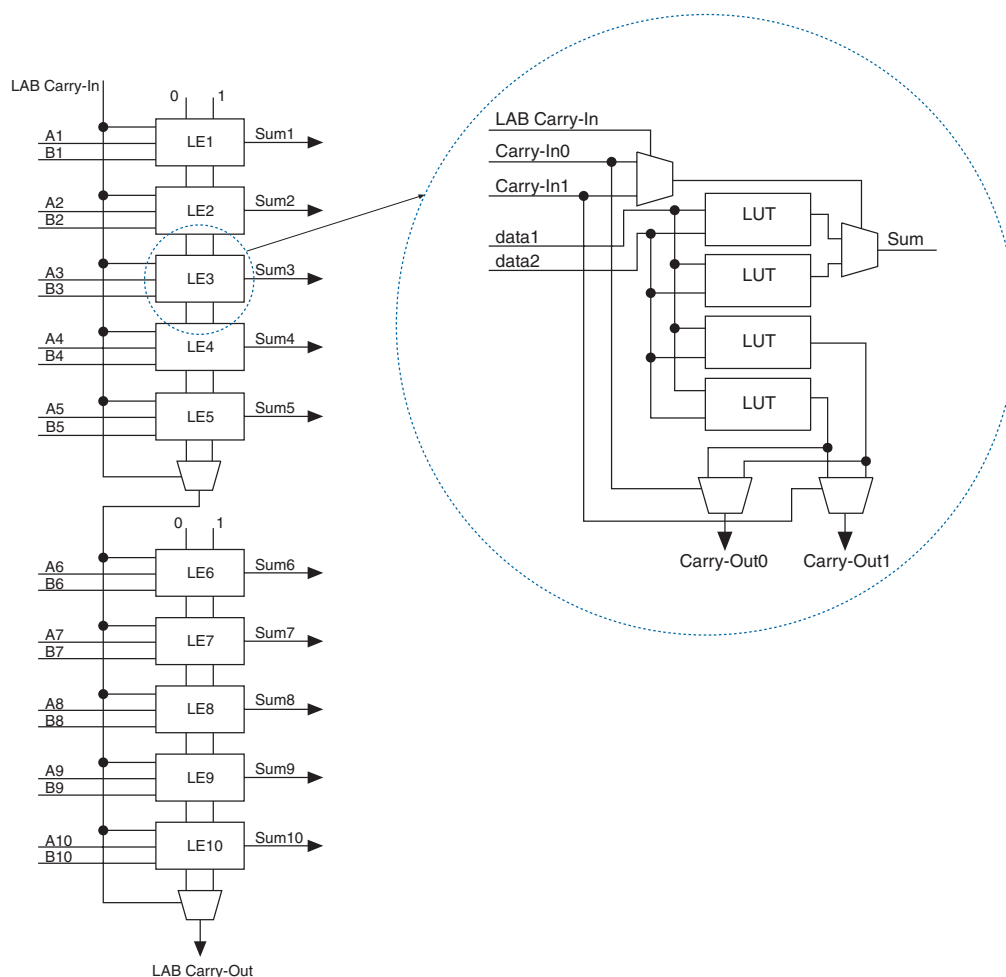 LAB Carry-In
0 1
A1
B1
LE1
Sum1
A2
B2
LE2
Sum2
A3
B3
LE3
Sum3
A4
B4
LE4
Sum4
A5
B5
LE5
Sum5
0 1
A6
B6
LE6
Sum6
A7
B7
LE7
Sum7
A8
B8
LE8
Sum8
A9
B9
LE9
Sum9
A10
B10
LE10
Sum10
LAB Carry-Out
LAB Carry-In
Carry-In0
Carry-In1
data1
data2
LUT
LUT
LUT
LUT
Sum
Carry-Out0
Carry-Out1